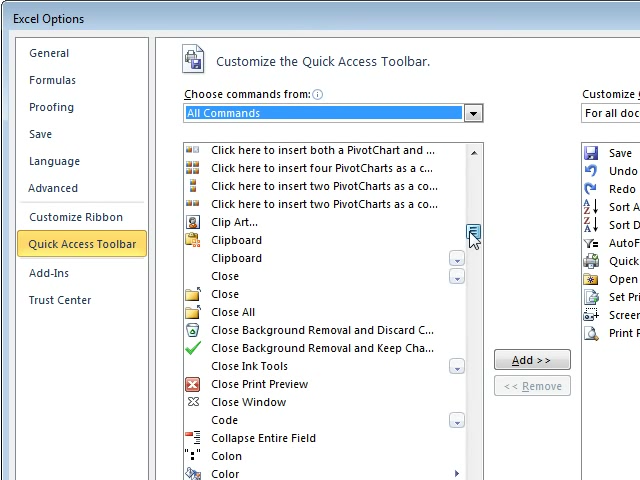 Excel Options
General
Formulas
Proofing
Save
Language
Advanced
Customize Ribbon
Quick Access Toolbar
Add-Ins
Trust Center
Customize the Quick Access Toolbar.
Choose commands from:
All Commands
Click here to insert both a PivotChart and ...
Click here to insert four PivotCharts as a c...
Click here to insert two PivotCharts as a co...
Click here to insert two PivotCharts as a co...
Clip Art...
Clipboard
Clipboard
Close
Close
Close All
Close Background Removal and Discard C...
Close Background Removal and Keep Cha...
Close Ink Tools
Close Print Preview
Close Window
Code
Collapse Entire Field
Colon
Color
Add >>
<< Remove
Customize
For all doc
Save
Undo
Redo
Sort A
Sort D
AutoF
Quick
Open
Set Pri
Screen
Print P